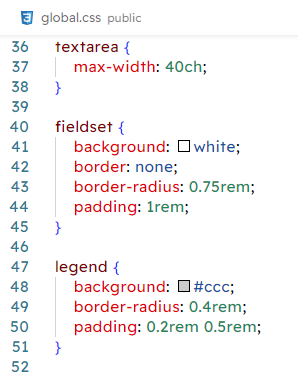 global.css public
36 textarea {
37 max-width: 40ch;
38 }
39
40 fieldset {
41 background: white;
42 border: none;
43 border-radius: 0.75rem;
44 padding: 1rem;
45 }
46
47 legend {
48 background: #ccc;
49 border-radius: 0.4rem;
50 padding: 0.2rem 0.5rem;
51 }
52